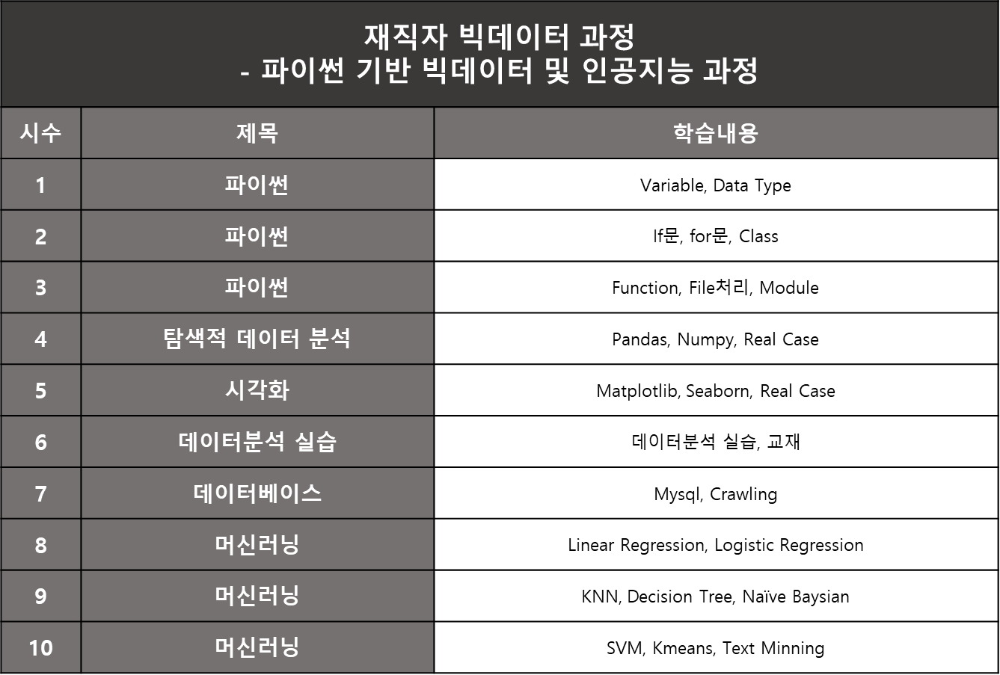 재직자 빅데이터 과정
- 파이썬 기반 빅데이터 및 인공지능 과정
시수 제목 학습내용
1 파이썬 Variable, Data Type
2 파이썬 If문, for문, Class
3 파이썬 Function, File처리, Module
4 탐색적 데이터 분석 Pandas, Numpy, Real Case
5 시각화 Matplotlib, Seaborn, Real Case
6 데이터분석 실습 데이터분석 실습, 교재
7 데이터베이스 Mysql, Crawling
8 머신러닝 Linear Regression, Logistic Regression
9 머신러닝 KNN, Decision Tree, Naïve Baysian
10 머신러닝 SVM, Kmeans, Text Minning